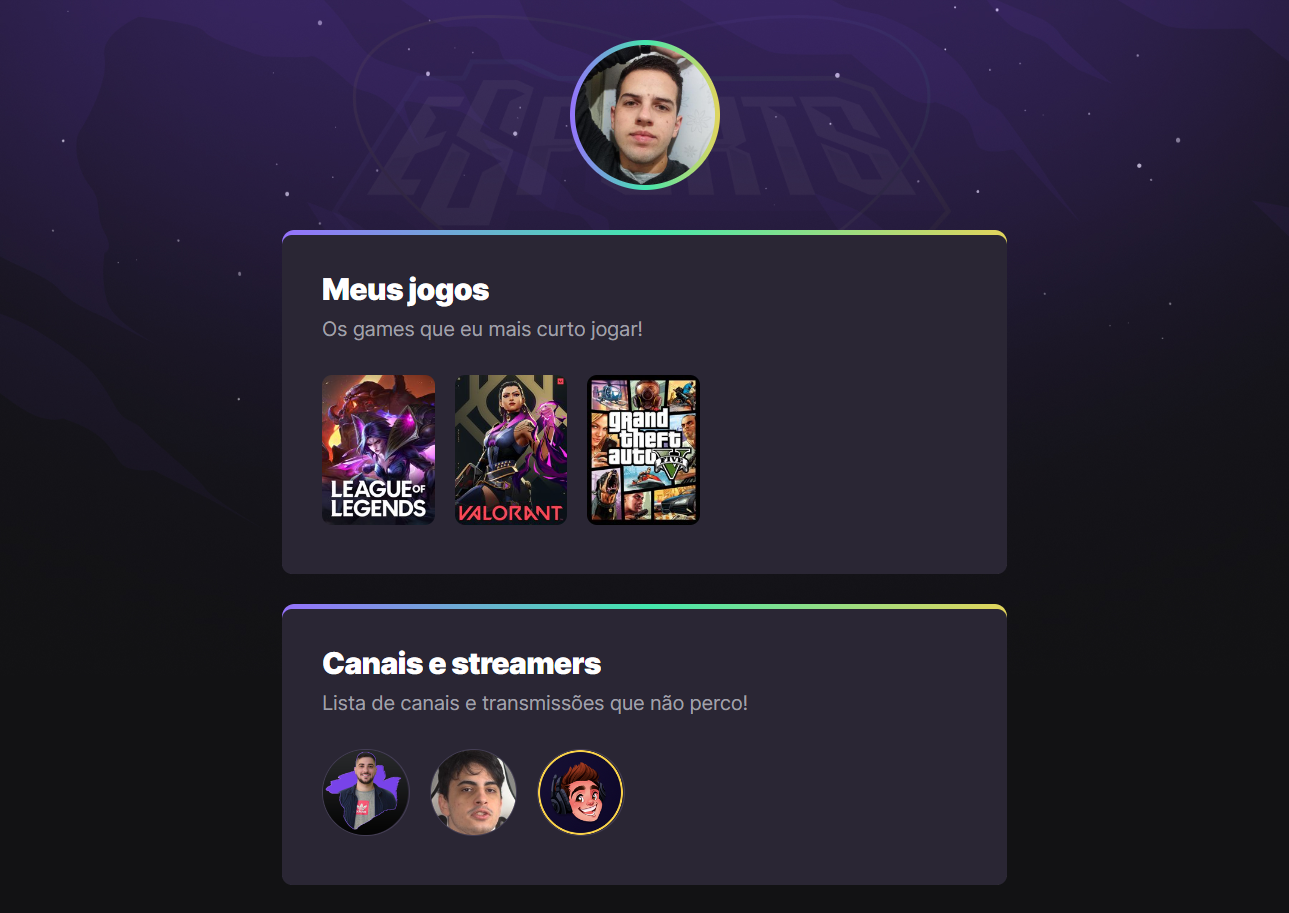 ESPORTS
Meus jogos
Os games que eu mais curto jogar!
LEAGUE OF
LEGENDS
VALORANT
grand
theft
auto
FIVE
Canais e streamers
Lista de canais e transmissões que não perco!